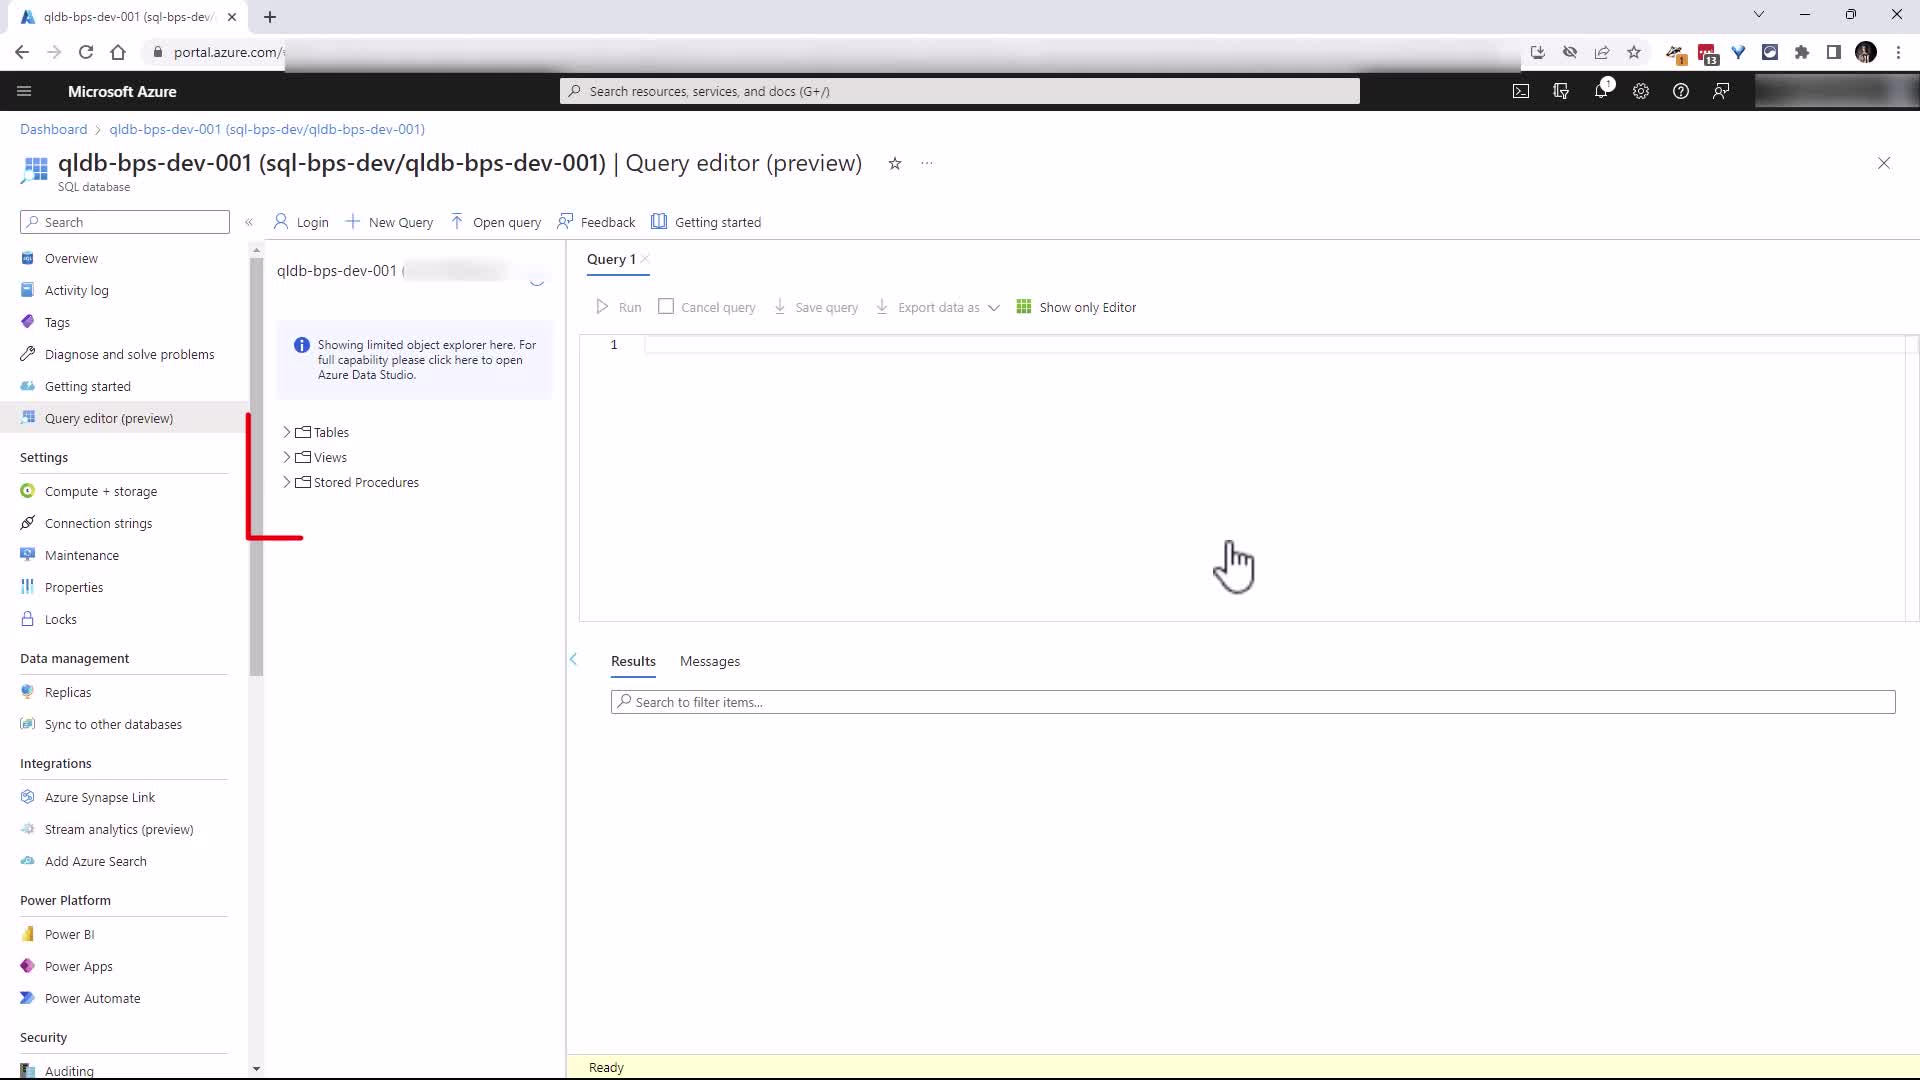 qldb-bps-dev-001 (sql-bps-dev/
portal.azure.com/
1
13
Microsoft Azure
Search resources, services, and docs (G+/)
1
Dashboard > qldb-bps-dev-001 (sql-bps-dev/qldb-bps-dev-001)
qldb-bps-dev-001 (sql-bps-dev/qldb-bps-dev-001) | Query editor (preview)
SQL database
Search
Login
New Query
Open query
Feedback
Getting started
Overview
Activity log
Tags
Diagnose and solve problems
Getting started
Query editor (preview)
Settings
Compute + storage
Connection strings
Maintenance
Properties
Locks
Data management
Replicas
Sync to other databases
Integrations
Azure Synapse Link
Stream analytics (preview)
Add Azure Search
Power Platform
Power BI
Power Apps
Power Automate
Security
Auditing
qldb-bps-dev-001 (
Showing limited object explorer here. For
full capability please click here to open
Azure Data Studio.
Tables
Views
Stored Procedures
Query 1
Run
Cancel query
Save query
Export data as
Show only Editor
1
Results
Messages
Search to filter items...
Ready